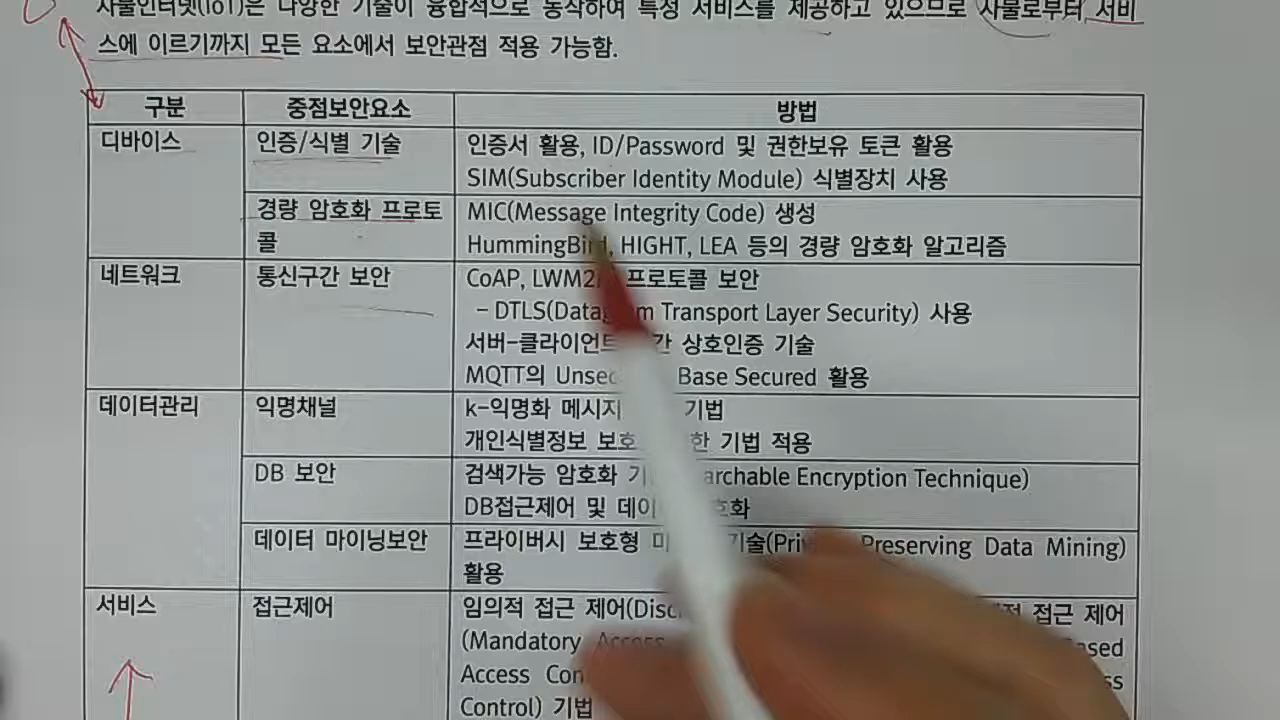 사물인터넷(IoT)은 다양한 기술이 융합적으로 동작하여 특정 서비스를 제공하고 있으므로 사물로부터 서비
스에 이르기까지 모든 요소에서 보안관점 적용 가능함.
구분 중점보안요소 방법
디바이스 인증/식별 기술 인증서 활용, ID/Password 및 권한보유 토큰 활용
SIM(Subscriber Identity Module) 식별장치 사용
경량 암호화 프로토 MIC(Message Integrity Code) 생성
콜 HummingBird, HIGHT, LEA 등의 경량 암호화 알고리즘
네트워크 통신구간 보안 CoAP, 프로토콜 보안
– DTLS(Datagram Transport Layer Security) 사용
서버-클라이언트 상호인증 기술
MQTT의 Base Secured 활용
데이터관리 익명채널 k-익명화 메시지 기법
개인식별정보 기법 적용
DB 보안 검색가능 암호화 Encryption Technique)
DB접근제어 및
데이터 마이닝보안 프라이버시 보호형 Preserving Data Mining)
활용
서비스 접근제어 임의적 접근 제어 접근 제어
(Mandatory Access
Access
Control) 기법